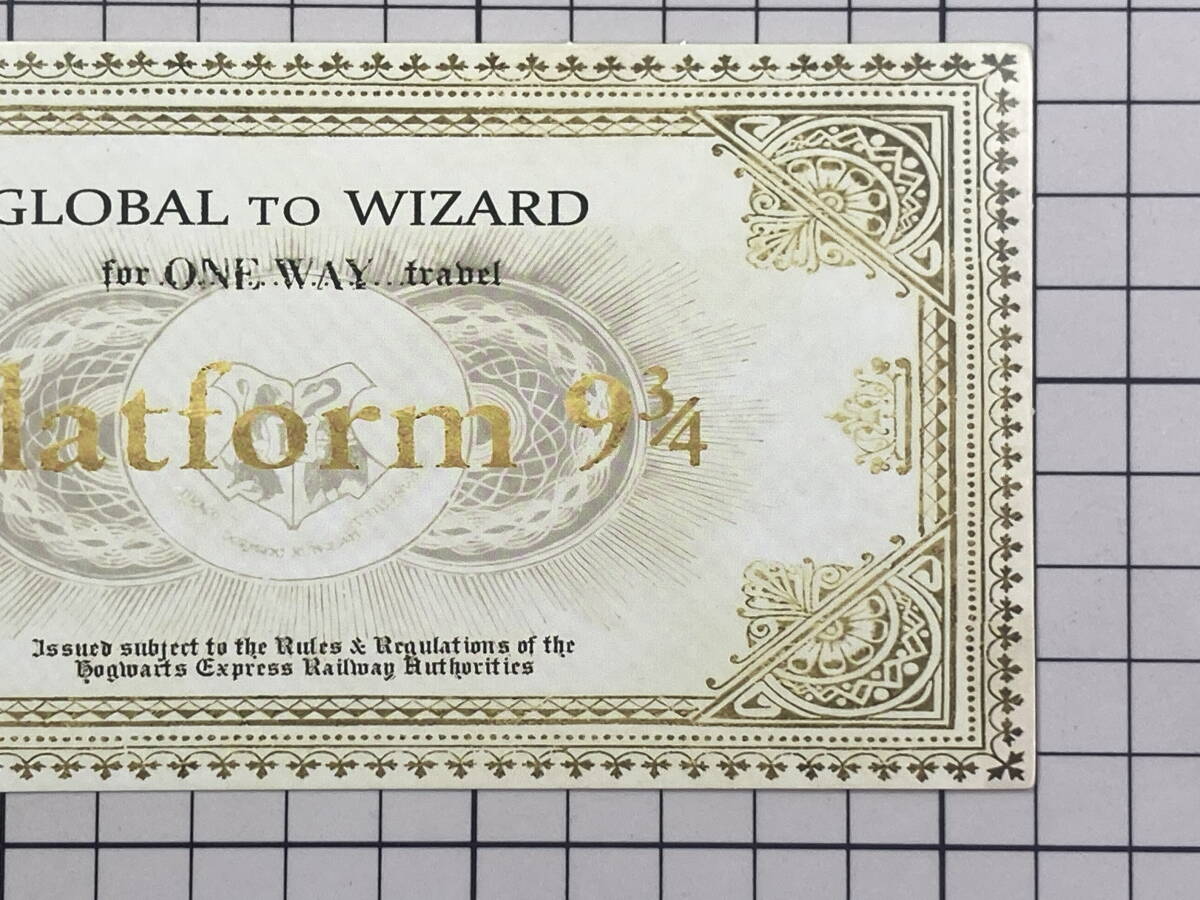 GLOBAL TO WIZARD
for ONE WAY travel
latform 9¾
Issued subject to the Rules & Regulations of the
Hogwarts Express Railway Authorities